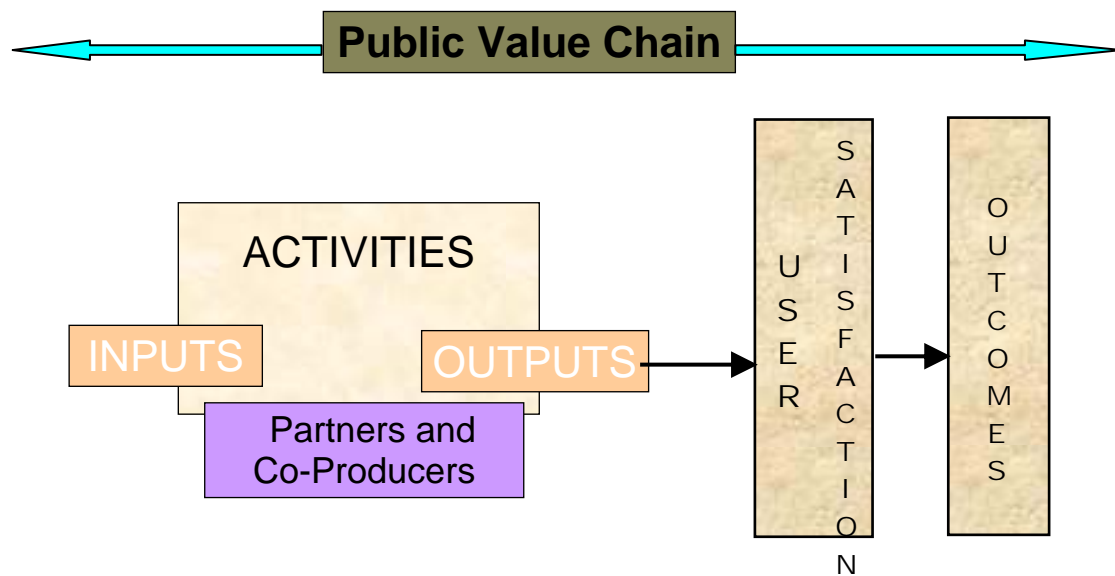 Public Value Chain
ACTIVITIES
INPUTS
OUTPUTS
Partners and
Co-Producers
USER
SATISFACTION
OUTCOMES